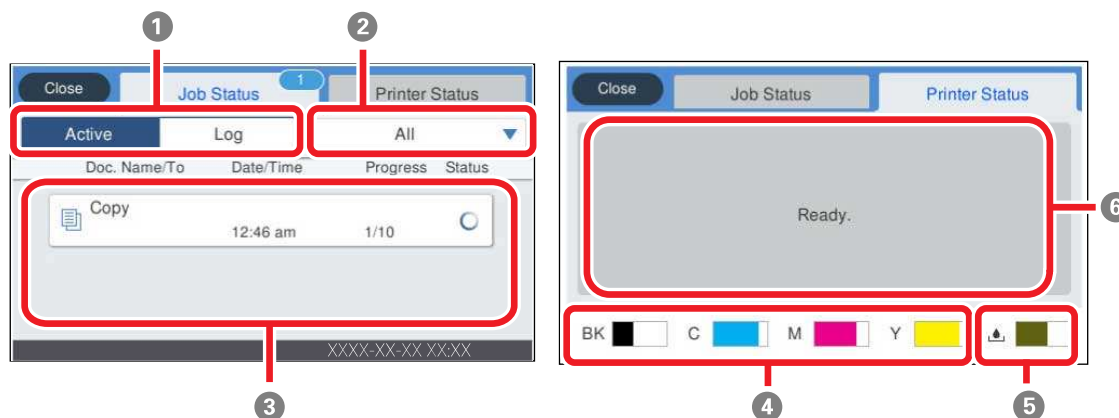 1
2
Close
Job Status
1
Printer Status
Active
Log
All
Doc. Name/To
Date/Time
Progress
Status
Copy
12:46 am
1/10
XXXX-XX-XX XX:XX
3
Close
Job Status
Printer Status
Ready.
6
BK
C
M
Y
4
5